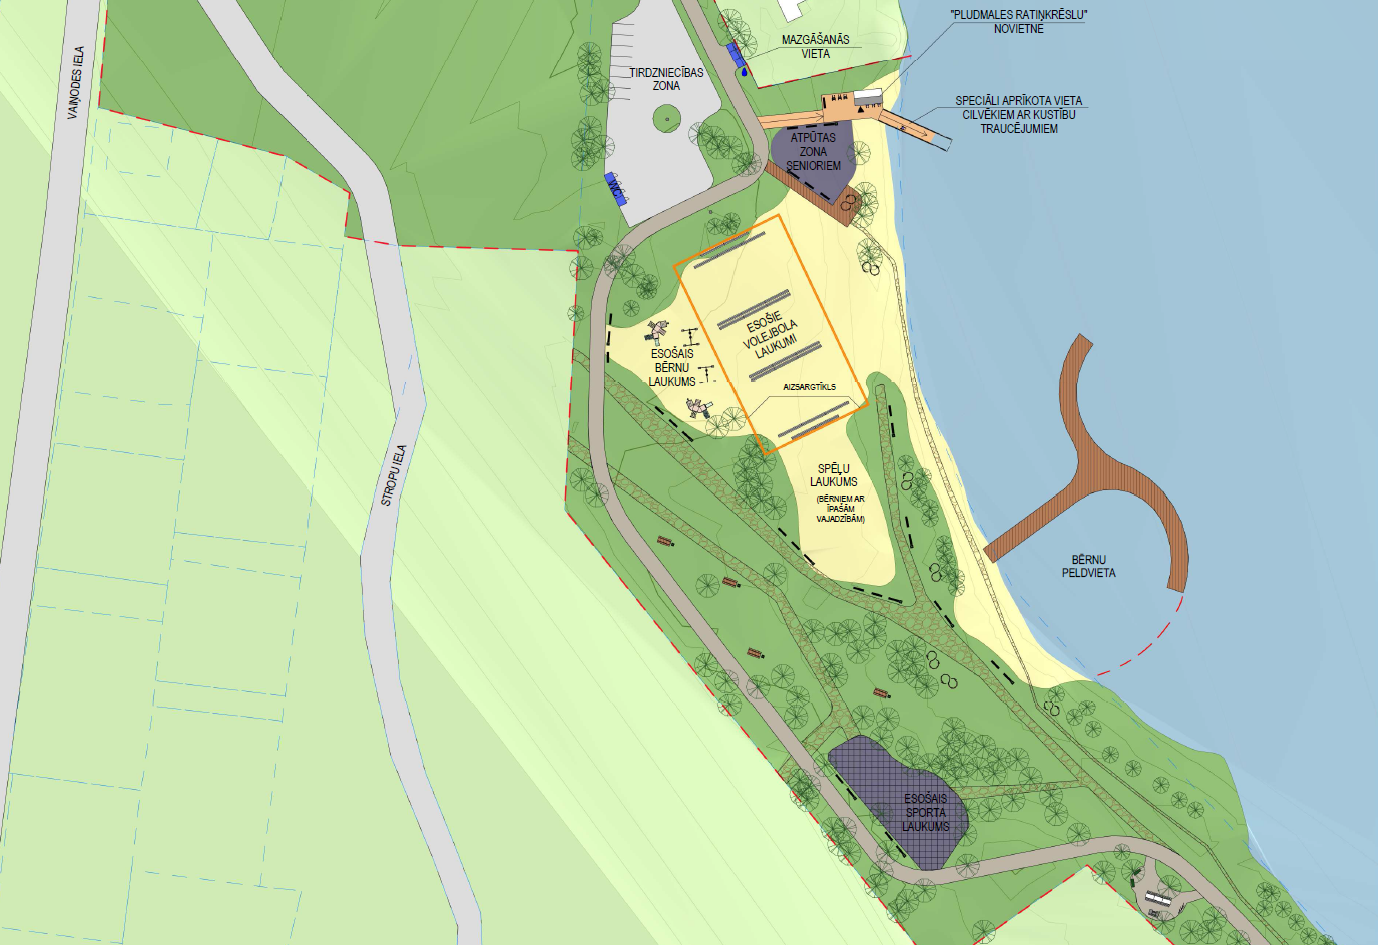 "PLUDMALES RATIŅKRĒSLU"
NOVIETNE
MAZGĀŠANĀS
VIETA
VAIŅODES IELA
TIRDZNIECĪBAS
ZONA
SPECIĀLI APRĪKOTA VIETA
CILVĒKIEM AR KUSTĪBU
TRAUCĒJUMIEM
ATPŪTAS
ZONA
SENIORIEM
WC
ESOŠIE
VOLEJBOLA
LAUKUMI
ESOŠAIS
BĒRNU
LAUKUMS
AIZSARGTĪKLS
STROPU IELA
SPĒĻU
LAUKUMS
(BĒRNIEM AR
ĪPAŠĀM
VAJADZĪBĀM)
BĒRNU
PELDVIETA
ESOŠAIS
SPORTA
LAUKUMS